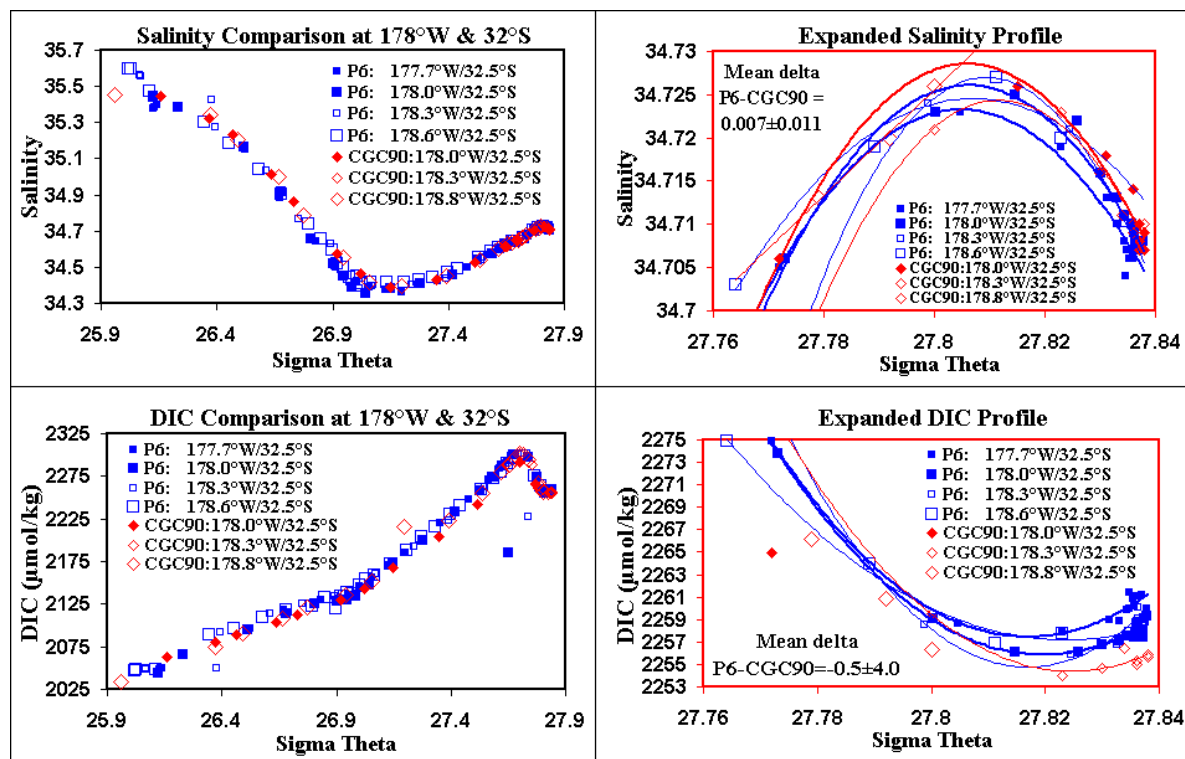 Salinity Comparison at 178°W & 32°S
35.7
35.5
35.3
35.1
34.9
34.7
34.5
34.3
Salinity
P6: 177.7°W/32.5°S
P6: 178.0°W/32.5°S
P6: 178.3°W/32.5°S
P6: 178.6°W/32.5°S
CGC90:178.0°W/32.5°S
CGC90:178.3°W/32.5°S
CGC90:178.8°W/32.5°S
25.9 26.4 26.9 27.4 27.9
Sigma Theta
Expanded Salinity Profile
34.73
34.725
34.72
34.715
34.71
34.705
34.7
Salinity
Mean delta
P6-CGC90 =
0.007±0.011
P6: 177.7°W/32.5°S
P6: 178.0°W/32.5°S
P6: 178.3°W/32.5°S
P6: 178.6°W/32.5°S
CGC90:178.0°W/32.5°S
CGC90:178.3°W/32.5°S
CGC90:178.8°W/32.5°S
27.76 27.78 27.8 27.82 27.84
Sigma Theta
DIC Comparison at 178°W & 32°S
2325
2275
2225
2175
2125
2075
2025
DIC (µmol/kg)
P6: 177.7°W/32.5°S
P6: 178.0°W/32.5°S
P6: 178.3°W/32.5°S
P6: 178.6°W/32.5°S
CGC90:178.0°W/32.5°S
CGC90:178.3°W/32.5°S
CGC90:178.8°W/32.5°S
25.9 26.4 26.9 27.4 27.9
Sigma Theta
Expanded DIC Profile
2275
2273
2271
2269
2267
2265
2263
2261
2259
2257
2255
2253
DIC (µmol/kg)
P6: 177.7°W/32.5°S
P6: 178.0°W/32.5°S
P6: 178.3°W/32.5°S
P6: 178.6°W/32.5°S
CGC90:178.0°W/32.5°S
CGC90:178.3°W/32.5°S
CGC90:178.8°W/32.5°S
Mean delta
P6-CGC90=-0.5±4.0
27.76 27.78 27.8 27.82 27.84
Sigma Theta